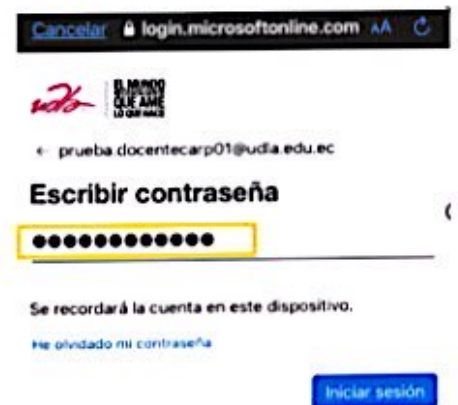 Cancelar login.microsoftonline.com AA
udla
EL MUNDO
QUE AME
LO QUE HACE
← prueba.docentecarp01@udla.edu.ec
Escribir contraseña
●●●●●●●●●●●●
Se recordará la cuenta en este dispositivo.
He olvidado mi contraseña
Iniciar sesión